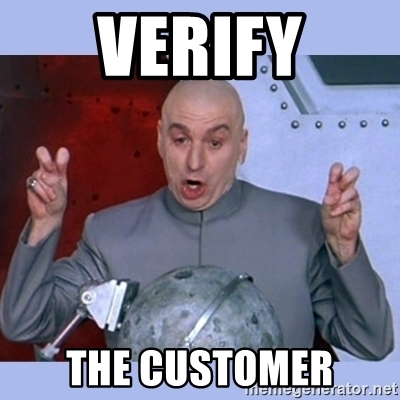 VERIFY
THE CUSTOMER
memegenerator.net